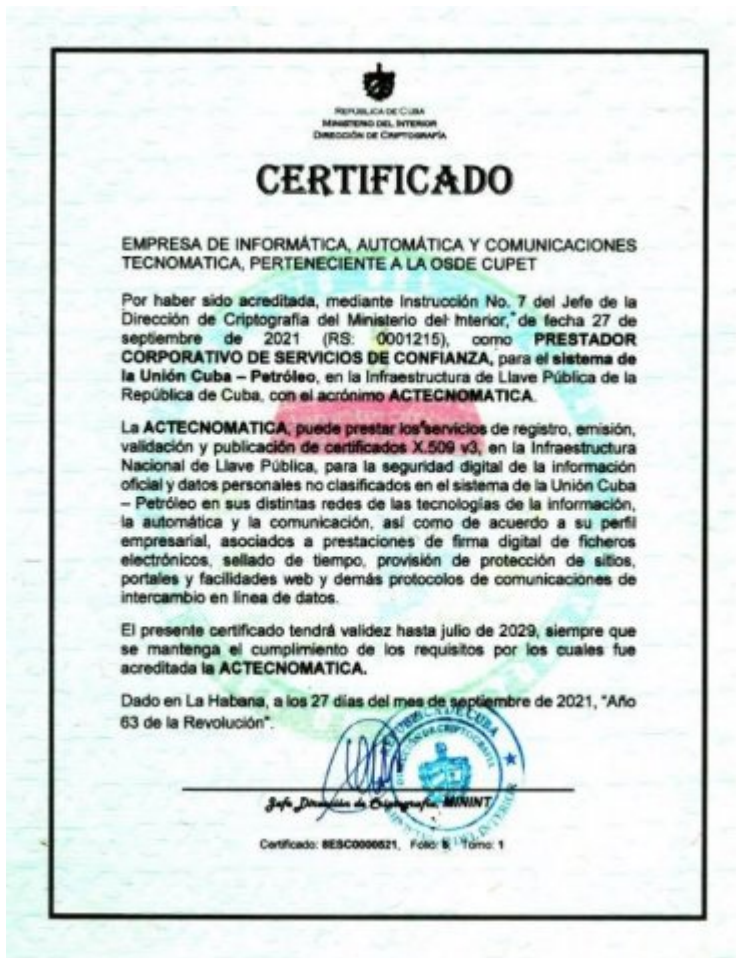 REPÚBLICA DE CUBA
MINISTERIO DEL INTERIOR
DIRECCIÓN DE CRIPTOGRAFÍA
CERTIFICADO
EMPRESA DE INFORMÁTICA, AUTOMÁTICA Y COMUNICACIONES
TECNOMATICA, PERTENECIENTE A LA OSDE CUPET
Por haber sido acreditada, mediante Instrucción No. 7 del Jefe de la
Dirección de Criptografía del Ministerio del Interior, de fecha 27 de
septiembre de 2021 (RS: 0001215), como PRESTADOR
CORPORATIVO DE SERVICIOS DE CONFIANZA, para el sistema de
la Unión Cuba – Petróleo, en la Infraestructura de Llave Pública de la
República de Cuba, con el acrónimo ACTECNOMATICA.
La ACTECNOMATICA, puede prestar los servicios de registro, emisión,
validación y publicación de certificados X.509 v3, en la Infraestructura
Nacional de Llave Pública, para la seguridad digital de la información
oficial y datos personales no clasificados en el sistema de la Unión Cuba
– Petróleo en sus distintas redes de las tecnologías de la información,
la automática y la comunicación, así como de acuerdo a su perfil
empresarial, asociados a prestaciones de firma digital de ficheros
electrónicos, sellado de tiempo, provisión de protección de sitios,
portales y facilidades web y demás protocolos de comunicaciones de
intercambio en línea de datos.
El presente certificado tendrá validez hasta julio de 2029, siempre que
se mantenga el cumplimiento de los requisitos por los cuales fue
acreditada la ACTECNOMATICA.
Dado en La Habana, a los 27 días del mes de septiembre de 2021, "Año
63 de la Revolución".
REPÚBLICA DE CUBA
DIRECCIÓN DE CRIPTOGRAFÍA
Jefe Dirección de Criptografía, MININT
Certificado: 8ESC0000521, Folio: 8, Tomo: 1